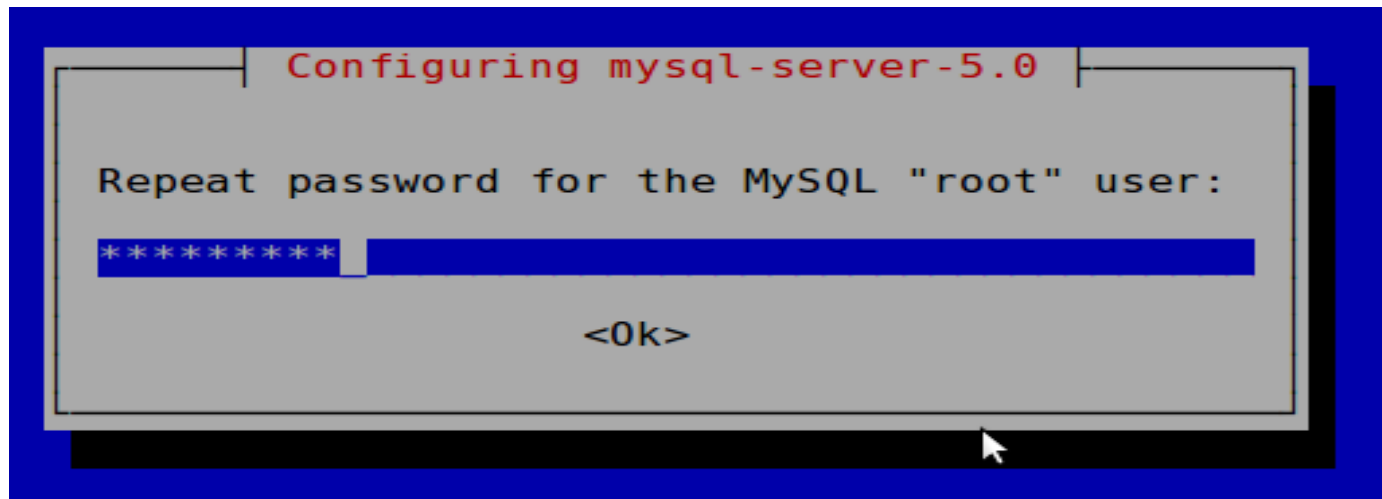 Configuring mysql-server-5.0
Repeat password for the MySQL "root" user:
*********_
<Ok>